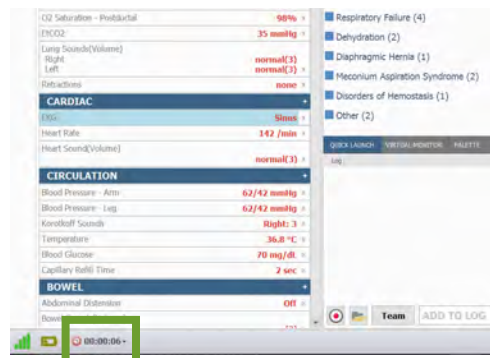 O2 Saturation - Postductal 98%
EtCO2 35 mmHg
Lung Sounds(Volume)
Right normal(3)
Left normal(3)
Retractions none
CARDIAC
EKG Sinus
Heart Rate 142 /min
Heart Sound(Volume)
normal(3)
CIRCULATION
Blood Pressure - Arm 62/42 mmHg
Blood Pressure - Leg 62/42 mmHg
Korotkoff Sounds Right: 3
Temperature 36.8 °C
Blood Glucose 70 mg/dL
Capillary Refill Time 2 sec
BOWEL
Abdominal Distension Off
00:00:06
Respiratory Failure (4)
Dehydration (2)
Diaphragmic Hernia (1)
Meconium Aspiration Syndrome (2)
Disorders of Hemostasis (1)
Other (2)
QUICK LAUNCH VIRTUAL MONITOR PALETTE
Log
Team ADD TO LOG